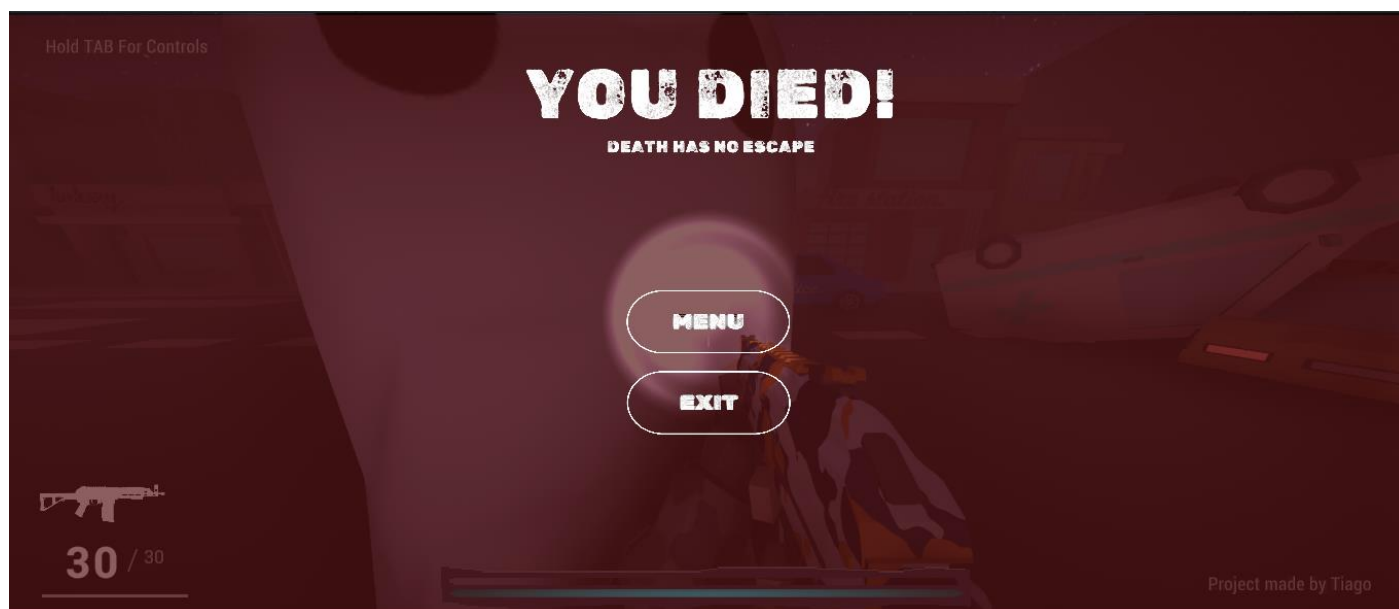 Hold TAB For Controls
YOU DIED!
DEATH HAS NO ESCAPE
MENU
EXIT
30 / 30
Project made by Tiago